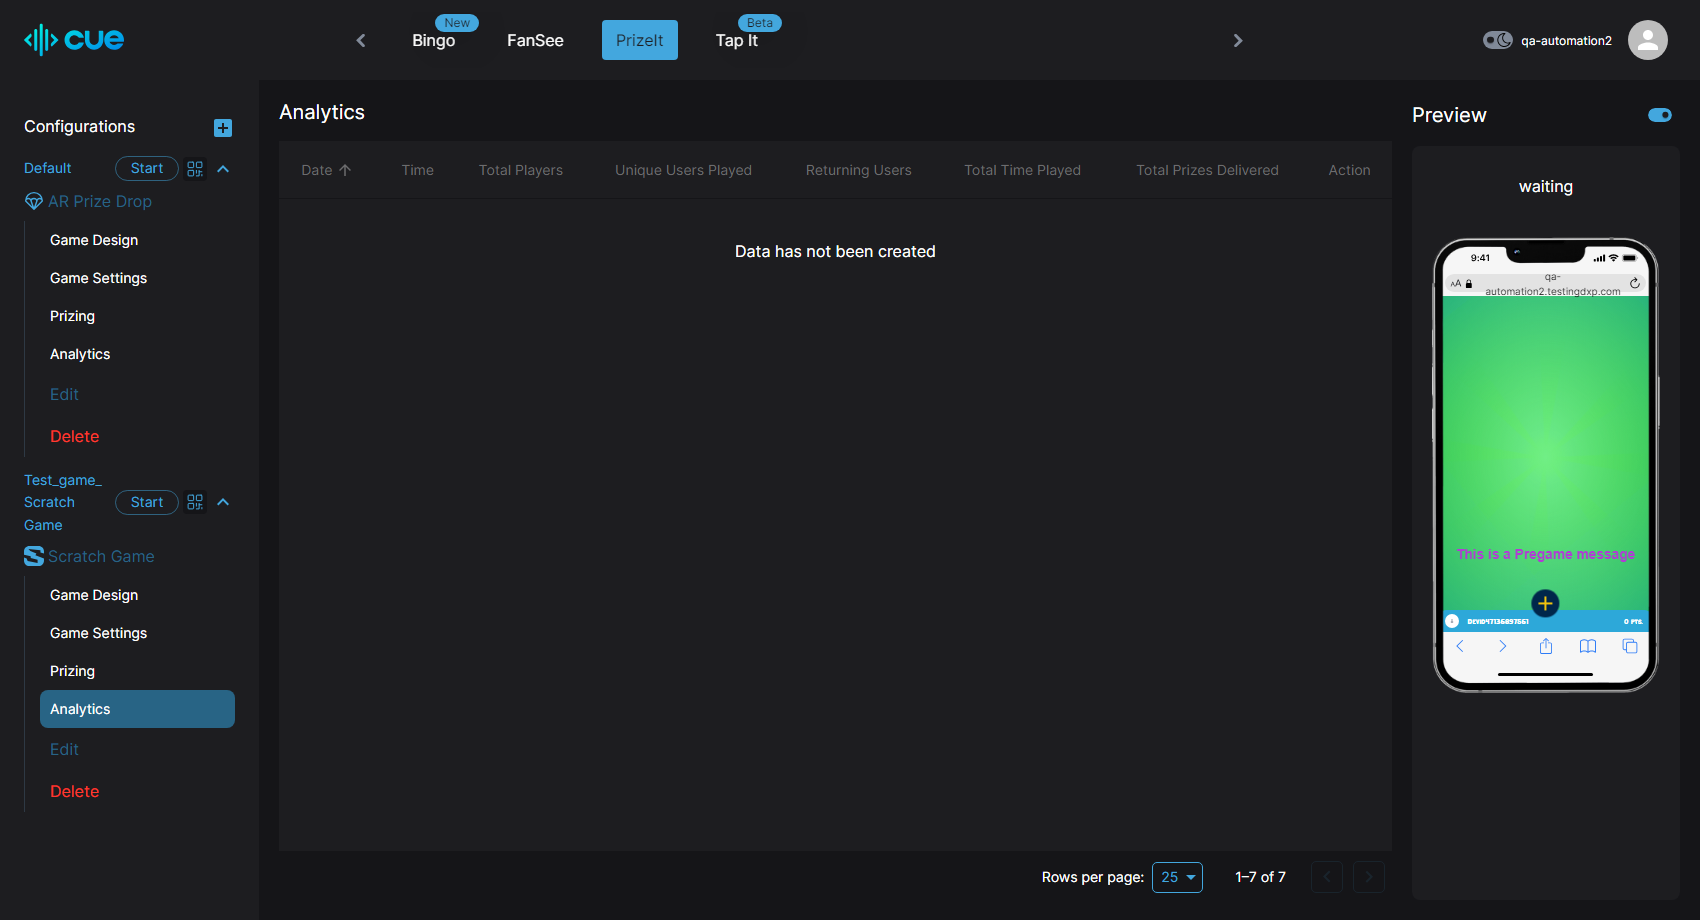 cue
New
Bingo
FanSee
PrizeIt
Beta
Tap It
qa-automation2
Configurations
Default
Start
AR Prize Drop
Game Design
Game Settings
Prizing
Analytics
Edit
Delete
Test_game_
Scratch
Game
Start
Scratch Game
Game Design
Game Settings
Prizing
Analytics
Edit
Delete
Analytics
Date
Time
Total Players
Unique Users Played
Returning Users
Total Time Played
Total Prizes Delivered
Action
Data has not been created
Rows per page: 25
1–7 of 7
Preview
waiting
9:41
AA
qa-
automation2.testingdxp.com
This is a Pregame message
0 PTS.